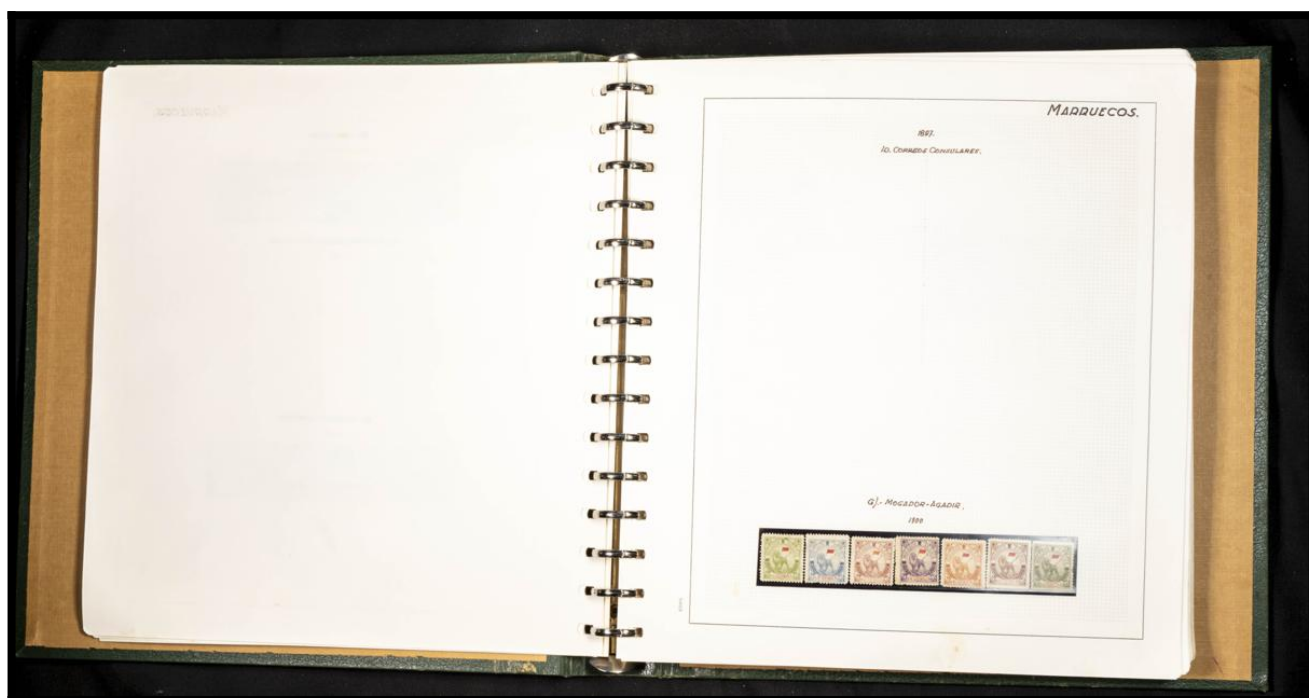 MARRUECOS.
1897.
ID. CORREOS CONSULARES.
MOGADOR-AGADIR.
1900